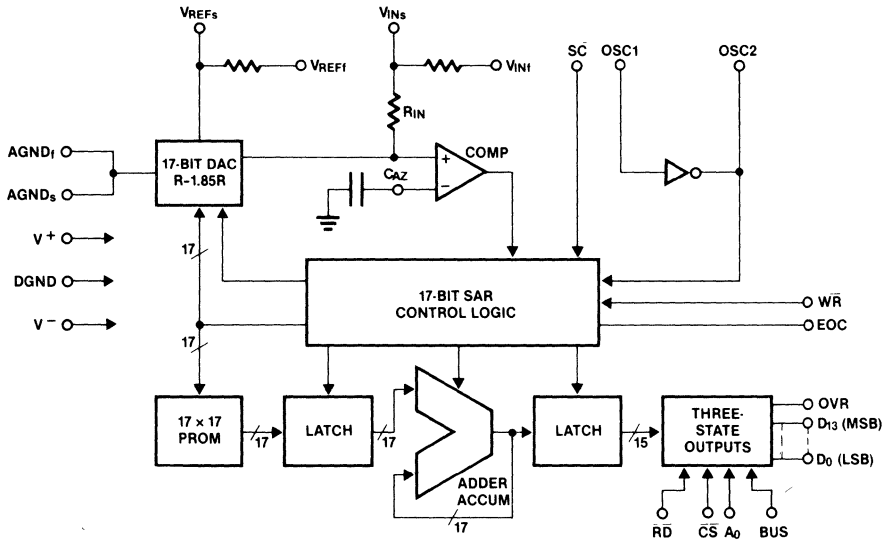 VREFs
VINs
SC
OSC1
OSC2
VREFf
VINf
RIN
AGNDf
17-BIT DAC
R-1.85R
COMP
+
−
CAZ
AGNDs
V+
17
DGND
17-BIT SAR
CONTROL LOGIC
WR
EOC
V−
17
17 × 17
PROM
17
LATCH
17
ADDER
ACCUM
17
LATCH
15
THREE-
STATE
OUTPUTS
OVR
D13 (MSB)
D0 (LSB)
RD
CS
A0
BUS